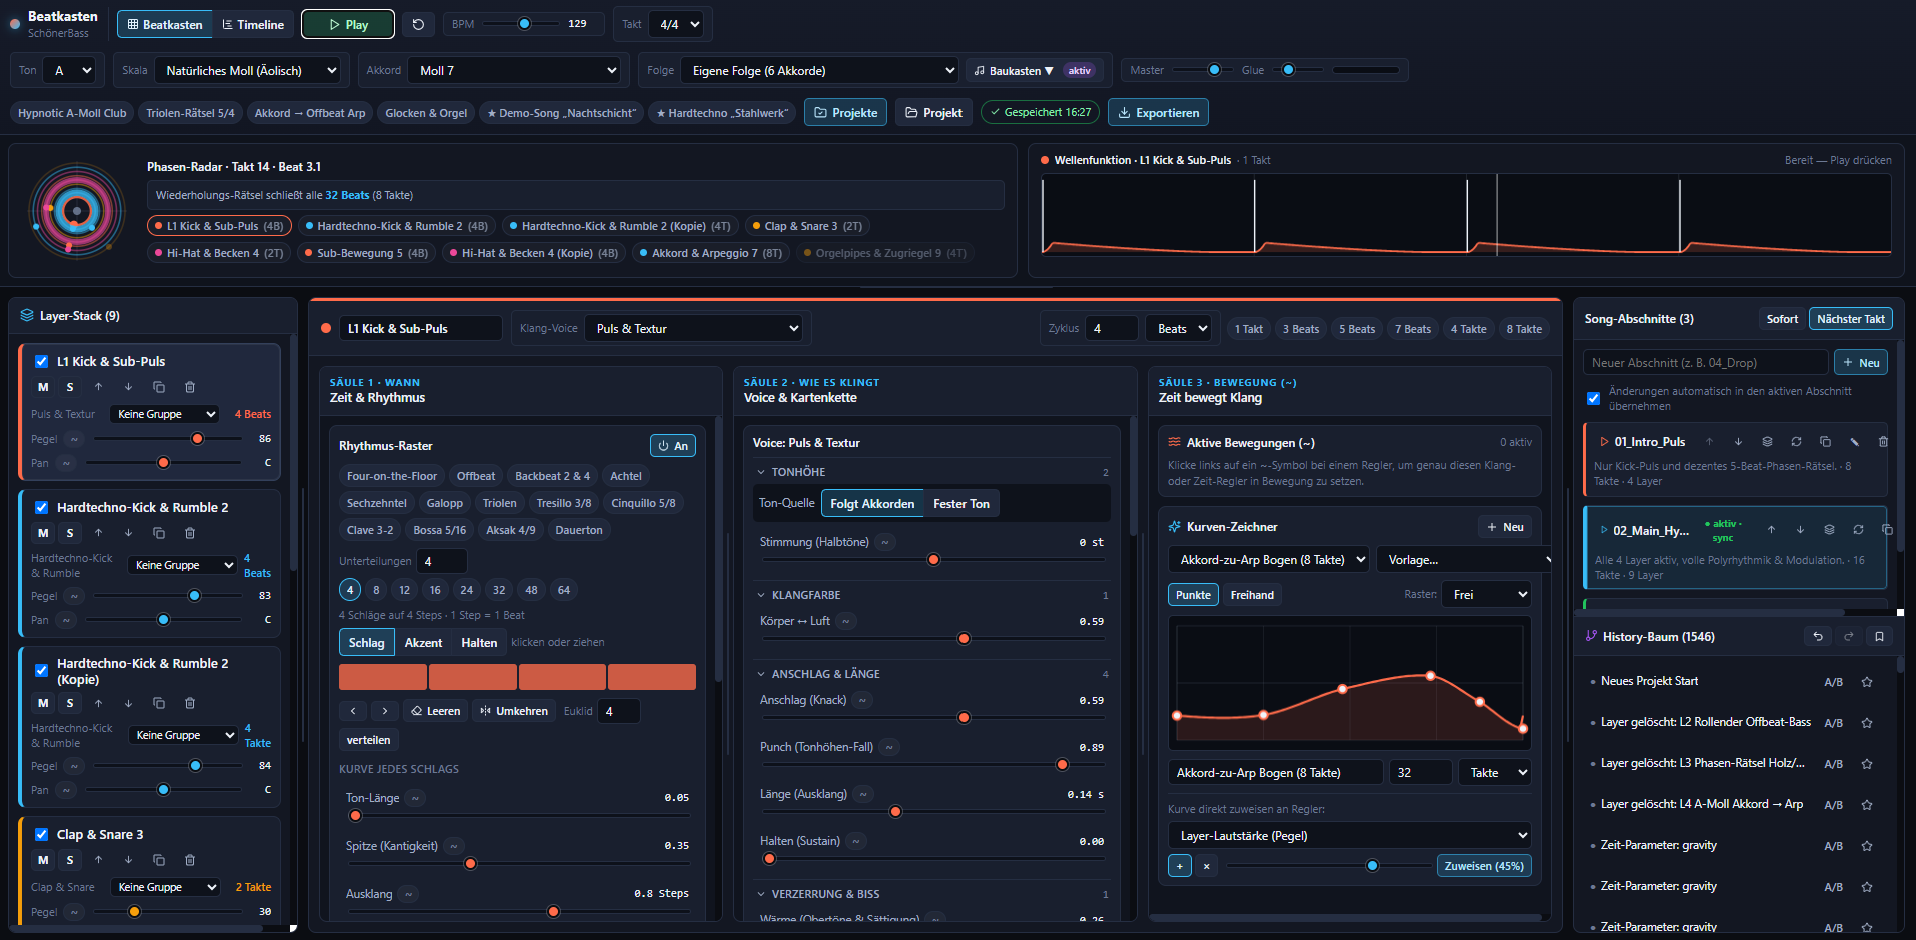 Beatkasten
SchönerBass
Beatkasten
Timeline
Play
BPM
129
Takt
4/4
Ton
A
Skala
Natürliches Moll (Äolisch)
Akkord
Moll 7
Folge
Eigene Folge (6 Akkorde)
Baukasten ▼
aktiv
Master
Glue
Hypnotic A-Moll Club
Triolen-Rätsel 5/4
Akkord → Offbeat Arp
Glocken & Orgel
★ Demo-Song „Nachtschicht“
★ Hardtechno „Stahlwerk“
Projekte
Projekt
✓ Gespeichert 16:27
Exportieren
Phasen-Radar · Takt 14 · Beat 3.1
Wiederholungs-Rätsel schließt alle 32 Beats (8 Takte)
L1 Kick & Sub-Puls (4B)
Hardtechno-Kick & Rumble 2 (4B)
Hardtechno-Kick & Rumble 2 (Kopie) (4T)
Clap & Snare 3 (2T)
Hi-Hat & Becken 4 (2T)
Sub-Bewegung 5 (4B)
Hi-Hat & Becken 4 (Kopie) (4B)
Akkord & Arpeggio 7 (8T)
Orgelpipes & Zugriegel 9 (4T)
Wellenfunktion · L1 Kick & Sub-Puls · 1 Takt
Bereit — Play drücken
Layer-Stack (9)
L1 Kick & Sub-Puls
M S ↑ ↓
Puls & Textur
Keine Gruppe
4 Beats
Pegel ~ 86
Pan ~ C
Hardtechno-Kick & Rumble 2
M S ↑ ↓
Hardtechno-Kick & Rumble
Keine Gruppe
4 Beats
Pegel ~ 83
Pan ~ C
Hardtechno-Kick & Rumble 2 (Kopie)
M S ↑ ↓
Hardtechno-Kick & Rumble
Keine Gruppe
4 Takte
Pegel ~ 84
Pan ~ C
Clap & Snare 3
M S ↑ ↓
Clap & Snare
Keine Gruppe
2 Takte
Pegel ~ 30
L1 Kick & Sub-Puls
Klang-Voice
Puls & Textur
Zyklus
4
Beats
1 Takt
3 Beats
5 Beats
7 Beats
4 Takte
8 Takte
SÄULE 1 · WANN
Zeit & Rhythmus
Rhythmus-Raster
An
Four-on-the-Floor
Offbeat
Backbeat 2 & 4
Achtel
Sechzehntel
Galopp
Triolen
Tresillo 3/8
Cinquillo 5/8
Clave 3-2
Bossa 5/16
Aksak 4/9
Dauerton
Unterteilungen
4
4 8 12 16 24 32 48 64
4 Schläge auf 4 Steps · 1 Step = 1 Beat
Schlag
Akzent
Halten
klicken oder ziehen
‹ ›
Leeren
Umkehren
Euklid
4
verteilen
KURVE JEDES SCHLAGS
Ton-Länge ~ 0.05
Spitze (Kantigkeit) ~ 0.35
Ausklang ~ 0.8 Steps
SÄULE 2 · WIE ES KLINGT
Voice & Kartenkette
Voice: Puls & Textur
TONHÖHE 2
Ton-Quelle
Folgt Akkorden
Fester Ton
Stimmung (Halbtöne) ~ 0 st
KLANGFARBE 1
Körper ↔ Luft ~ 0.59
ANSCHLAG & LÄNGE 4
Anschlag (Knack) ~ 0.59
Punch (Tonhöhen-Fall) ~ 0.89
Länge (Ausklang) ~ 0.14 s
Halten (Sustain) ~ 0.00
VERZERRUNG & BISS 1
Wärme (Obertöne & Sättigung) ~ 0.26
SÄULE 3 · BEWEGUNG (~)
Zeit bewegt Klang
Aktive Bewegungen (~)
0 aktiv
Klicke links auf ein ~-Symbol bei einem Regler, um genau diesen Klang-
oder Zeit-Regler in Bewegung zu setzen.
Kurven-Zeichner
+ Neu
Akkord-zu-Arp Bogen (8 Takte)
Vorlage...
Punkte
Freihand
Raster:
Frei
Akkord-zu-Arp Bogen (8 Takte)
32
Takte
Kurve direkt zuweisen an Regler:
Layer-Lautstärke (Pegel)
+ ×
Zuweisen (45%)
Song-Abschnitte (3)
Sofort
Nächster Takt
Neuer Abschnitt (z. B. 04_Drop)
+ Neu
Änderungen automatisch in den aktiven Abschnitt
übernehmen
01_Intro_Puls
Nur Kick-Puls und dezentes 5-Beat-Phasen-Rätsel. · 8
Takte · 4 Layer
02_Main_Hy...
● aktiv ·
sync
Alle 4 Layer aktiv, volle Polyrhythmik & Modulation. · 16
Takte · 9 Layer
History-Baum (1546)
Neues Projekt Start A/B
Layer gelöscht: L2 Rollender Offbeat-Bass A/B
Layer gelöscht: L3 Phasen-Rätsel Holz/... A/B
Layer gelöscht: L4 A-Moll Akkord → Arp A/B
Zeit-Parameter: gravity A/B
Zeit-Parameter: gravity A/B
Zeit-Parameter: gravity A/B